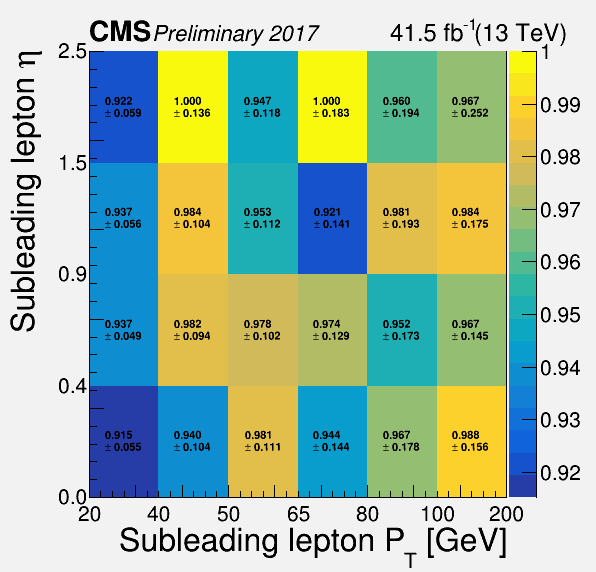 CMS Preliminary 2017 41.5 fb⁻¹(13 TeV)
2.5
1.5
0.9
0.4
0.0
Subleading lepton η
0.922 ± 0.059
1.000 ± 0.136
0.947 ± 0.118
1.000 ± 0.183
0.960 ± 0.194
0.967 ± 0.252
0.937 ± 0.056
0.984 ± 0.104
0.953 ± 0.112
0.921 ± 0.141
0.981 ± 0.193
0.984 ± 0.175
0.937 ± 0.049
0.982 ± 0.094
0.978 ± 0.102
0.974 ± 0.129
0.952 ± 0.173
0.967 ± 0.145
0.915 ± 0.055
0.940 ± 0.104
0.981 ± 0.111
0.944 ± 0.144
0.967 ± 0.178
0.988 ± 0.156
20 40 50 65 80 100 200
Subleading lepton P_T [GeV]
1
0.99
0.98
0.97
0.96
0.95
0.94
0.93
0.92